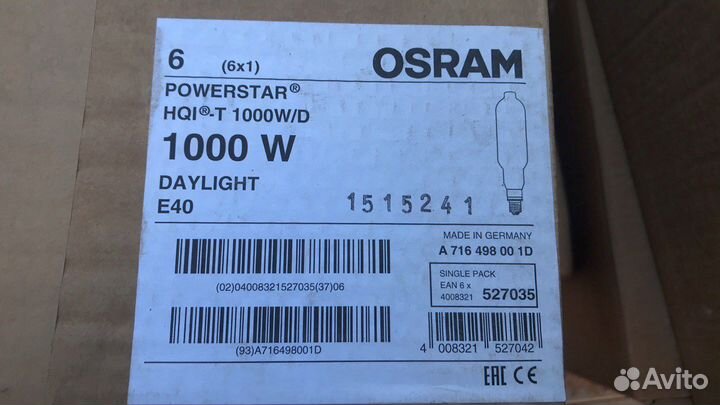 6 (6x1) OSRAM
POWERSTAR®
HQI®-T 1000W/D
1000 W
DAYLIGHT
E40
1515241
MADE IN GERMANY
A 716 498 00 1D
SINGLE PACK
EAN 6 x
4008321 527035
(02)04008321527035(37)06
(93)A716498001D
4 008321 527042
EAC CE
Avito